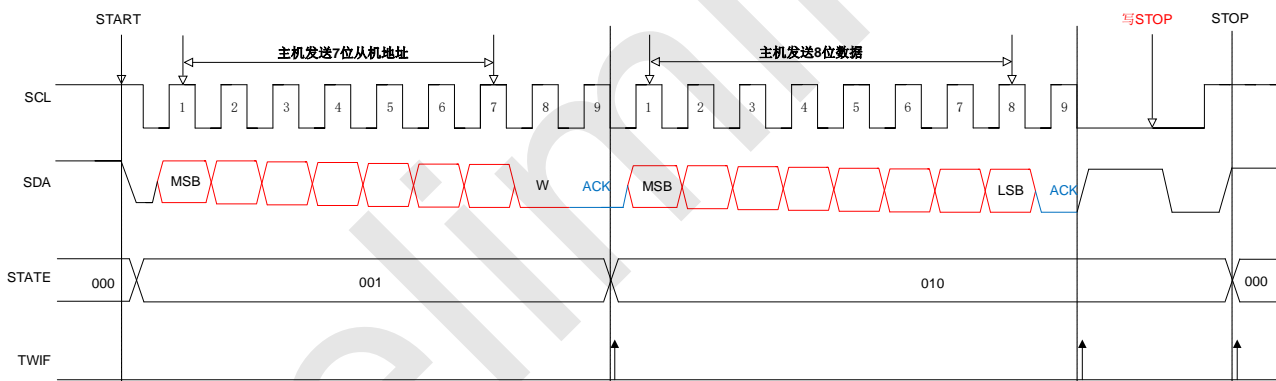 START
写STOP
STOP
主机发送7位从机地址
主机发送8位数据
SCL
1 2 3 4 5 6 7 8 9 1 2 3 4 5 6 7 8 9
SDA
MSB W ACK MSB LSB ACK
STATE
000 001 010 000
TWIF